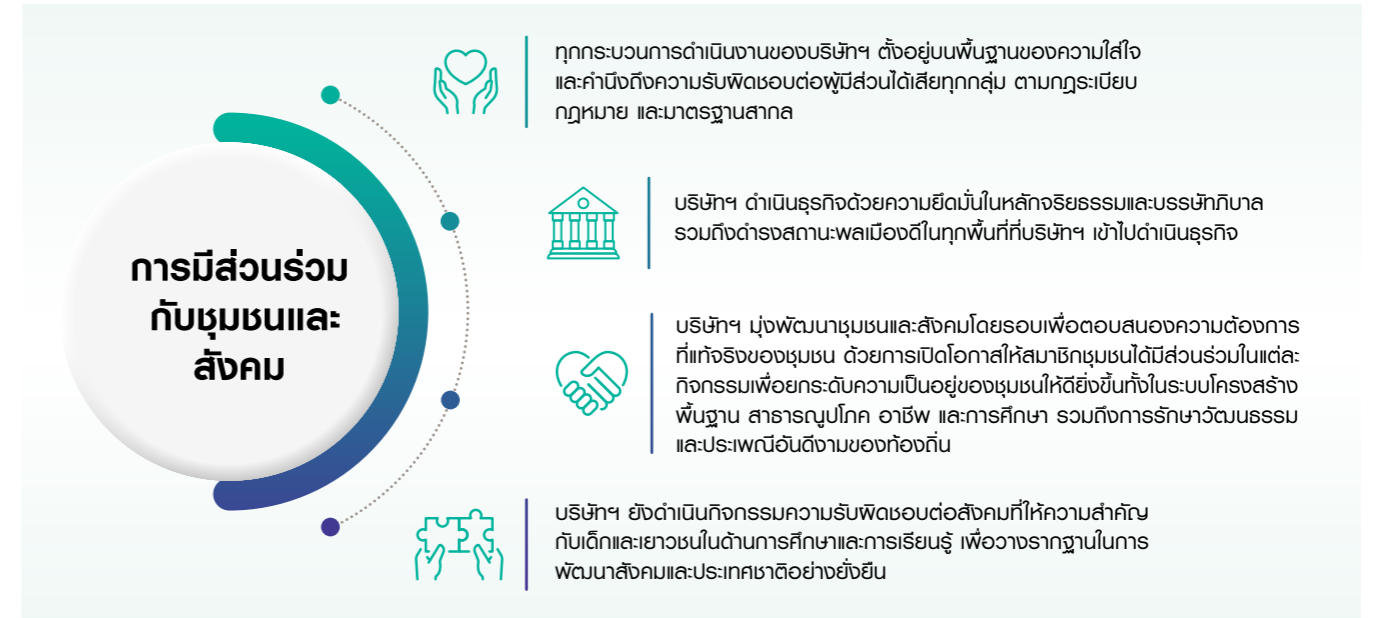 การมีส่วนร่วม
กับชุมชนและ
สังคม
ทุกกระบวนการดำเนินงานของบริษัทฯ ตั้งอยู่บนพื้นฐานของความใส่ใจ
และคำนึงถึงความรับผิดชอบต่อผู้มีส่วนได้เสียทุกกลุ่ม ตามกฎระเบียบ
กฎหมาย และมาตรฐานสากล
บริษัทฯ ดำเนินธุรกิจด้วยความยึดมั่นในหลักจริยธรรมและบรรษัทภิบาล
รวมถึงดำรงสถานะพลเมืองดีในทุกพื้นที่ที่บริษัทฯ เข้าไปดำเนินธุรกิจ
บริษัทฯ มุ่งพัฒนาชุมชนและสังคมโดยรอบเพื่อตอบสนองความต้องการ
ที่แท้จริงของชุมชน ด้วยการเปิดโอกาสให้สมาชิกชุมชนได้มีส่วนร่วมในแต่ละ
กิจกรรมเพื่อยกระดับความเป็นอยู่ของชุมชนให้ดียิ่งขึ้นทั้งในระบบโครงสร้าง
พื้นฐาน สาธารณูปโภค อาชีพ และการศึกษา รวมถึงการรักษาวัฒนธรรม
และประเพณีอันดีงามของท้องถิ่น
บริษัทฯ ยังดำเนินกิจกรรมความรับผิดชอบต่อสังคมที่ให้ความสำคัญ
กับเด็กและเยาวชนในด้านการศึกษาและการเรียนรู้ เพื่อวางรากฐานในการ
พัฒนาสังคมและประเทศชาติอย่างยั่งยืน